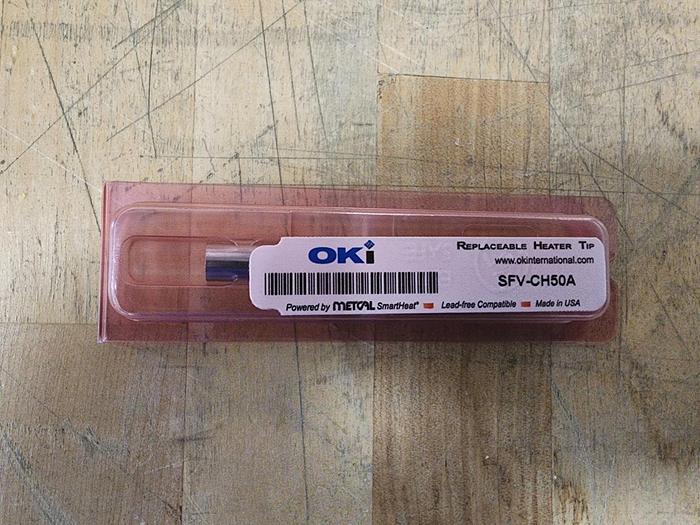 OKi
REPLACEABLE HEATER TIP
www.okinternational.com
SFV-CH50A
Powered by METCAL SmartHeat® Lead-free Compatible Made in USA